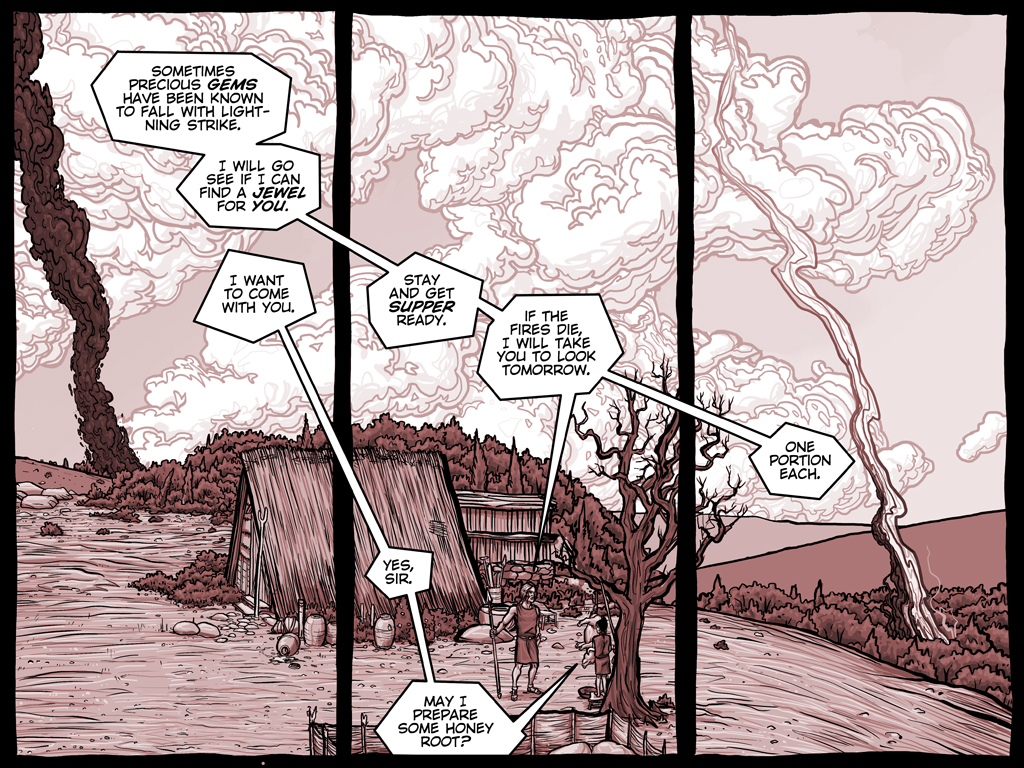 SOMETIMES
PRECIOUS GEMS
HAVE BEEN KNOWN
TO FALL WITH LIGHT-
NING STRIKE.
I WILL GO
SEE IF I CAN
FIND A JEWEL
FOR YOU.
I WANT
TO COME
WITH YOU.
STAY
AND GET
SUPPER
READY.
IF THE
FIRES DIE,
I WILL TAKE
YOU TO LOOK
TOMORROW.
YES,
SIR.
MAY I
PREPARE
SOME HONEY
ROOT?
ONE
PORTION
EACH.